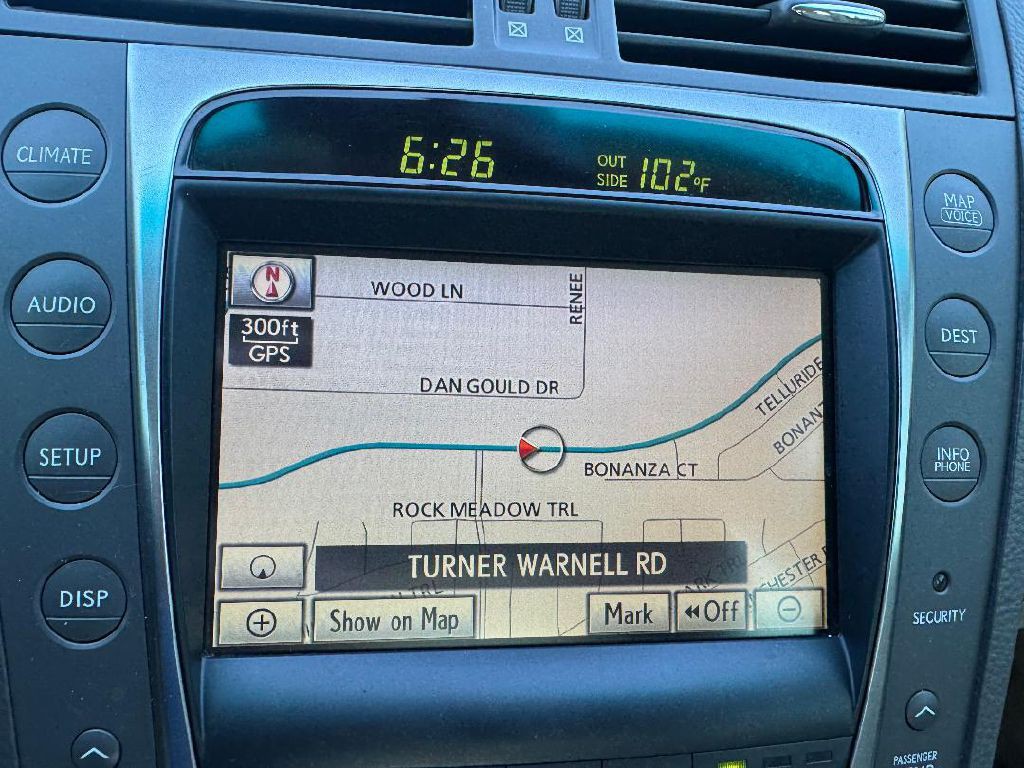 CLIMATE
AUDIO
SETUP
DISP
6:26
OUT
SIDE
102°F
N
300ft
GPS
WOOD LN
RENEE
DAN GOULD DR
TELLURIDE
BONANZA CT
ROCK MEADOW TRL
TURNER WARNELL RD
Show on Map
Mark
Off
MAP
VOICE
DEST
INFO
PHONE
SECURITY
PASSENGER